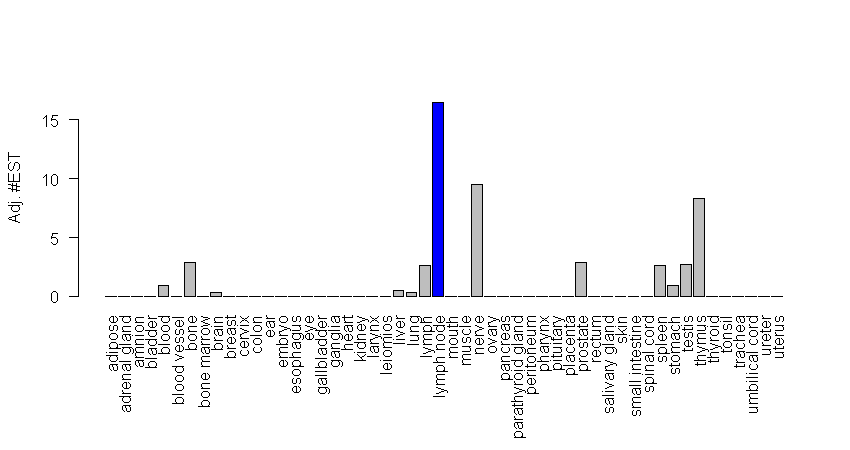 Adj. #EST
15
10
5
0
adipose
adrenal gland
amnion
bladder
blood
blood vessel
bone
bone marrow
brain
breast
cervix
colon
ear
embryo
esophagus
eye
gallbladder
ganglia
heart
kidney
larynx
leiomios
liver
lung
lymph
lymph node
mouth
muscle
nerve
ovary
pancreas
parathyroid gland
peritoneum
pharynx
pituitary
placenta
prostate
rectum
salivary gland
skin
small intestine
spinal cord
spleen
stomach
testis
thymus
thyroid
tonsil
trachea
umbilical cord
ureter
uterus